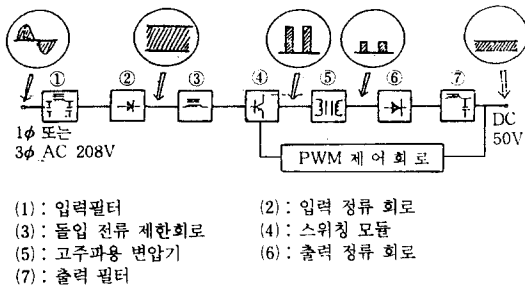 ① ② ③ ④ ⑤ ⑥ ⑦
1φ 또는
3φ AC 208V
DC
50V
PWM 제어회로
(1) : 입력필터
(2) : 입력 정류 회로
(3) : 돌입 전류 제한회로
(4) : 스위칭 모듈
(5) : 고주파용 변압기
(6) : 출력 정류 회로
(7) : 출력 필터